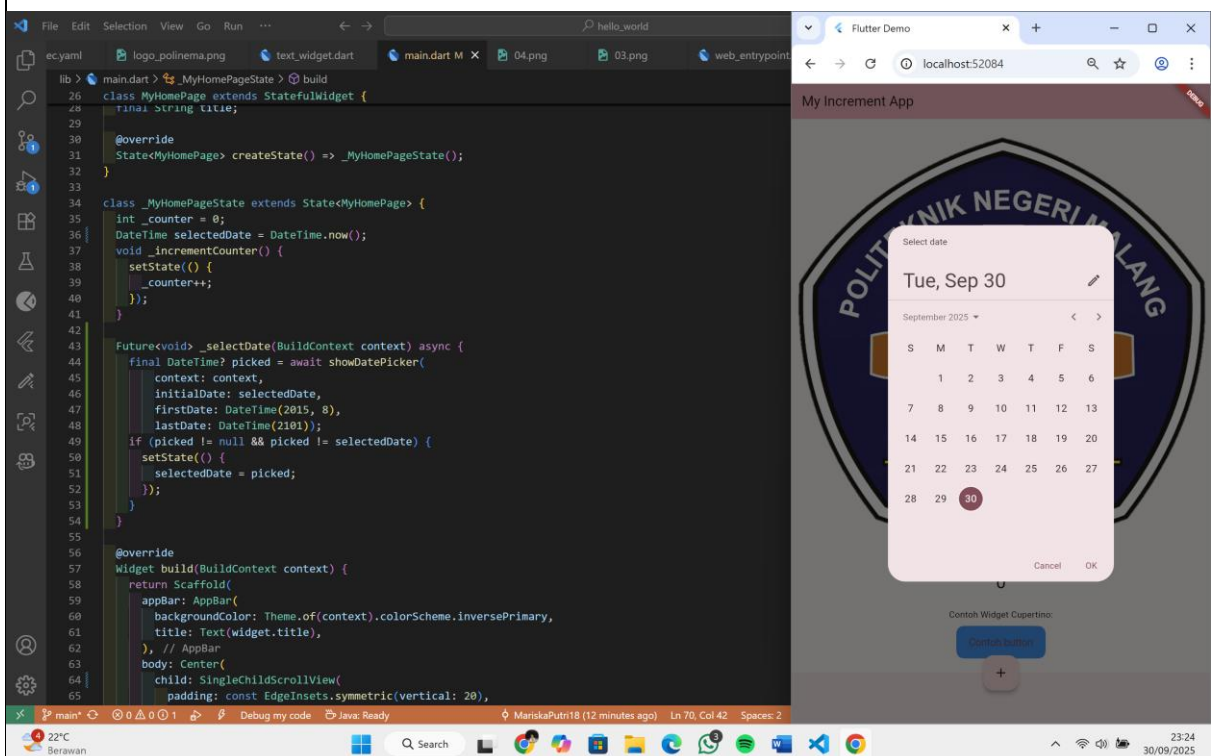 File Edit Selection View Go Run ...
hello_world
ec.yaml logo_polinema.png text_widget.dart main.dart M 04.png 03.png web_entrypoint.
lib > main.dart > _MyHomePageState > build
26 class MyHomePage extends StatefulWidget {
28 final String title;
29
30 @override
31 State<MyHomePage> createState() => _MyHomePageState();
32 }
33
34 class _MyHomePageState extends State<MyHomePage> {
35 int _counter = 0;
36 DateTime selectedDate = DateTime.now();
37 void _incrementCounter() {
38 setState(() {
39 _counter++;
40 });
41 }
42
43 Future<void> _selectDate(BuildContext context) async {
44 final DateTime? picked = await showDatePicker(
45 context: context,
46 initialDate: selectedDate,
47 firstDate: DateTime(2015, 8),
48 lastDate: DateTime(2101));
49 if (picked != null && picked != selectedDate) {
50 setState(() {
51 selectedDate = picked;
52 });
53 }
54 }
55
56 @override
57 Widget build(BuildContext context) {
58 return Scaffold(
59 appBar: AppBar(
60 backgroundColor: Theme.of(context).colorScheme.inversePrimary,
61 title: Text(widget.title),
62 ), // AppBar
63 body: Center(
64 child: SingleChildScrollView(
65 padding: const EdgeInsets.symmetric(vertical: 20),
main* 0 0 0 1 Debug my code Java: Ready MariskaPutri18 (12 minutes ago) Ln 70, Col 42 Spaces: 2
Flutter Demo
localhost:52084
My Increment App
DEBUG
POLITEKNIK NEGERI MALANG
Select date
Tue, Sep 30
September 2025
S M T W T F S
1 2 3 4 5 6
7 8 9 10 11 12 13
14 15 16 17 18 19 20
21 22 23 24 25 26 27
28 29 30
Cancel OK
0
Contoh Widget Cupertino:
Contoh button
+
4
22°C
Berawan
Search
3
23:24
30/09/2025